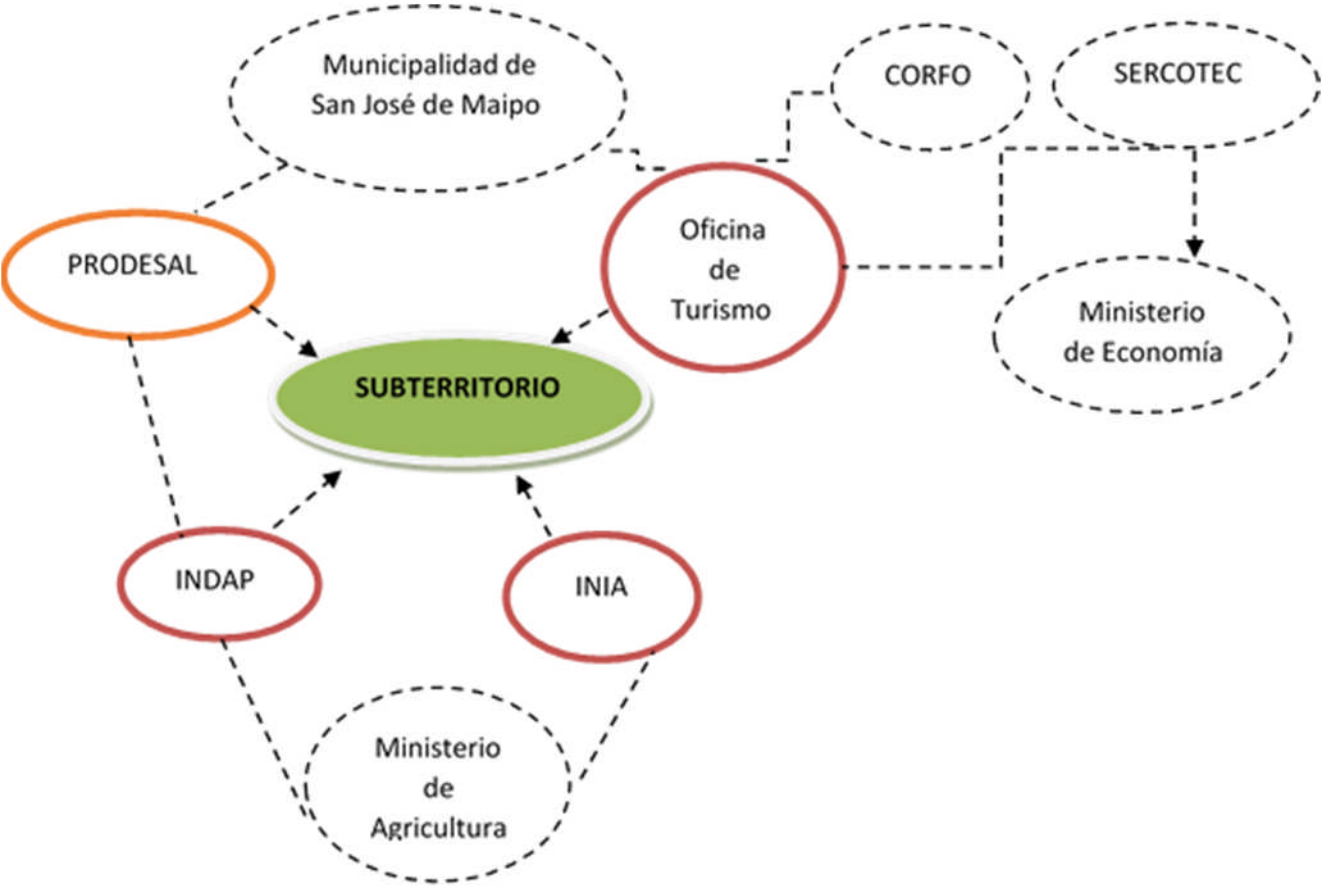 Municipalidad de
San José de Maipo
CORFO
SERCOTEC
PRODESAL
Oficina
de
Turismo
Ministerio
de Economía
SUBTERRITORIO
INDAP
INIA
Ministerio
de
Agricultura